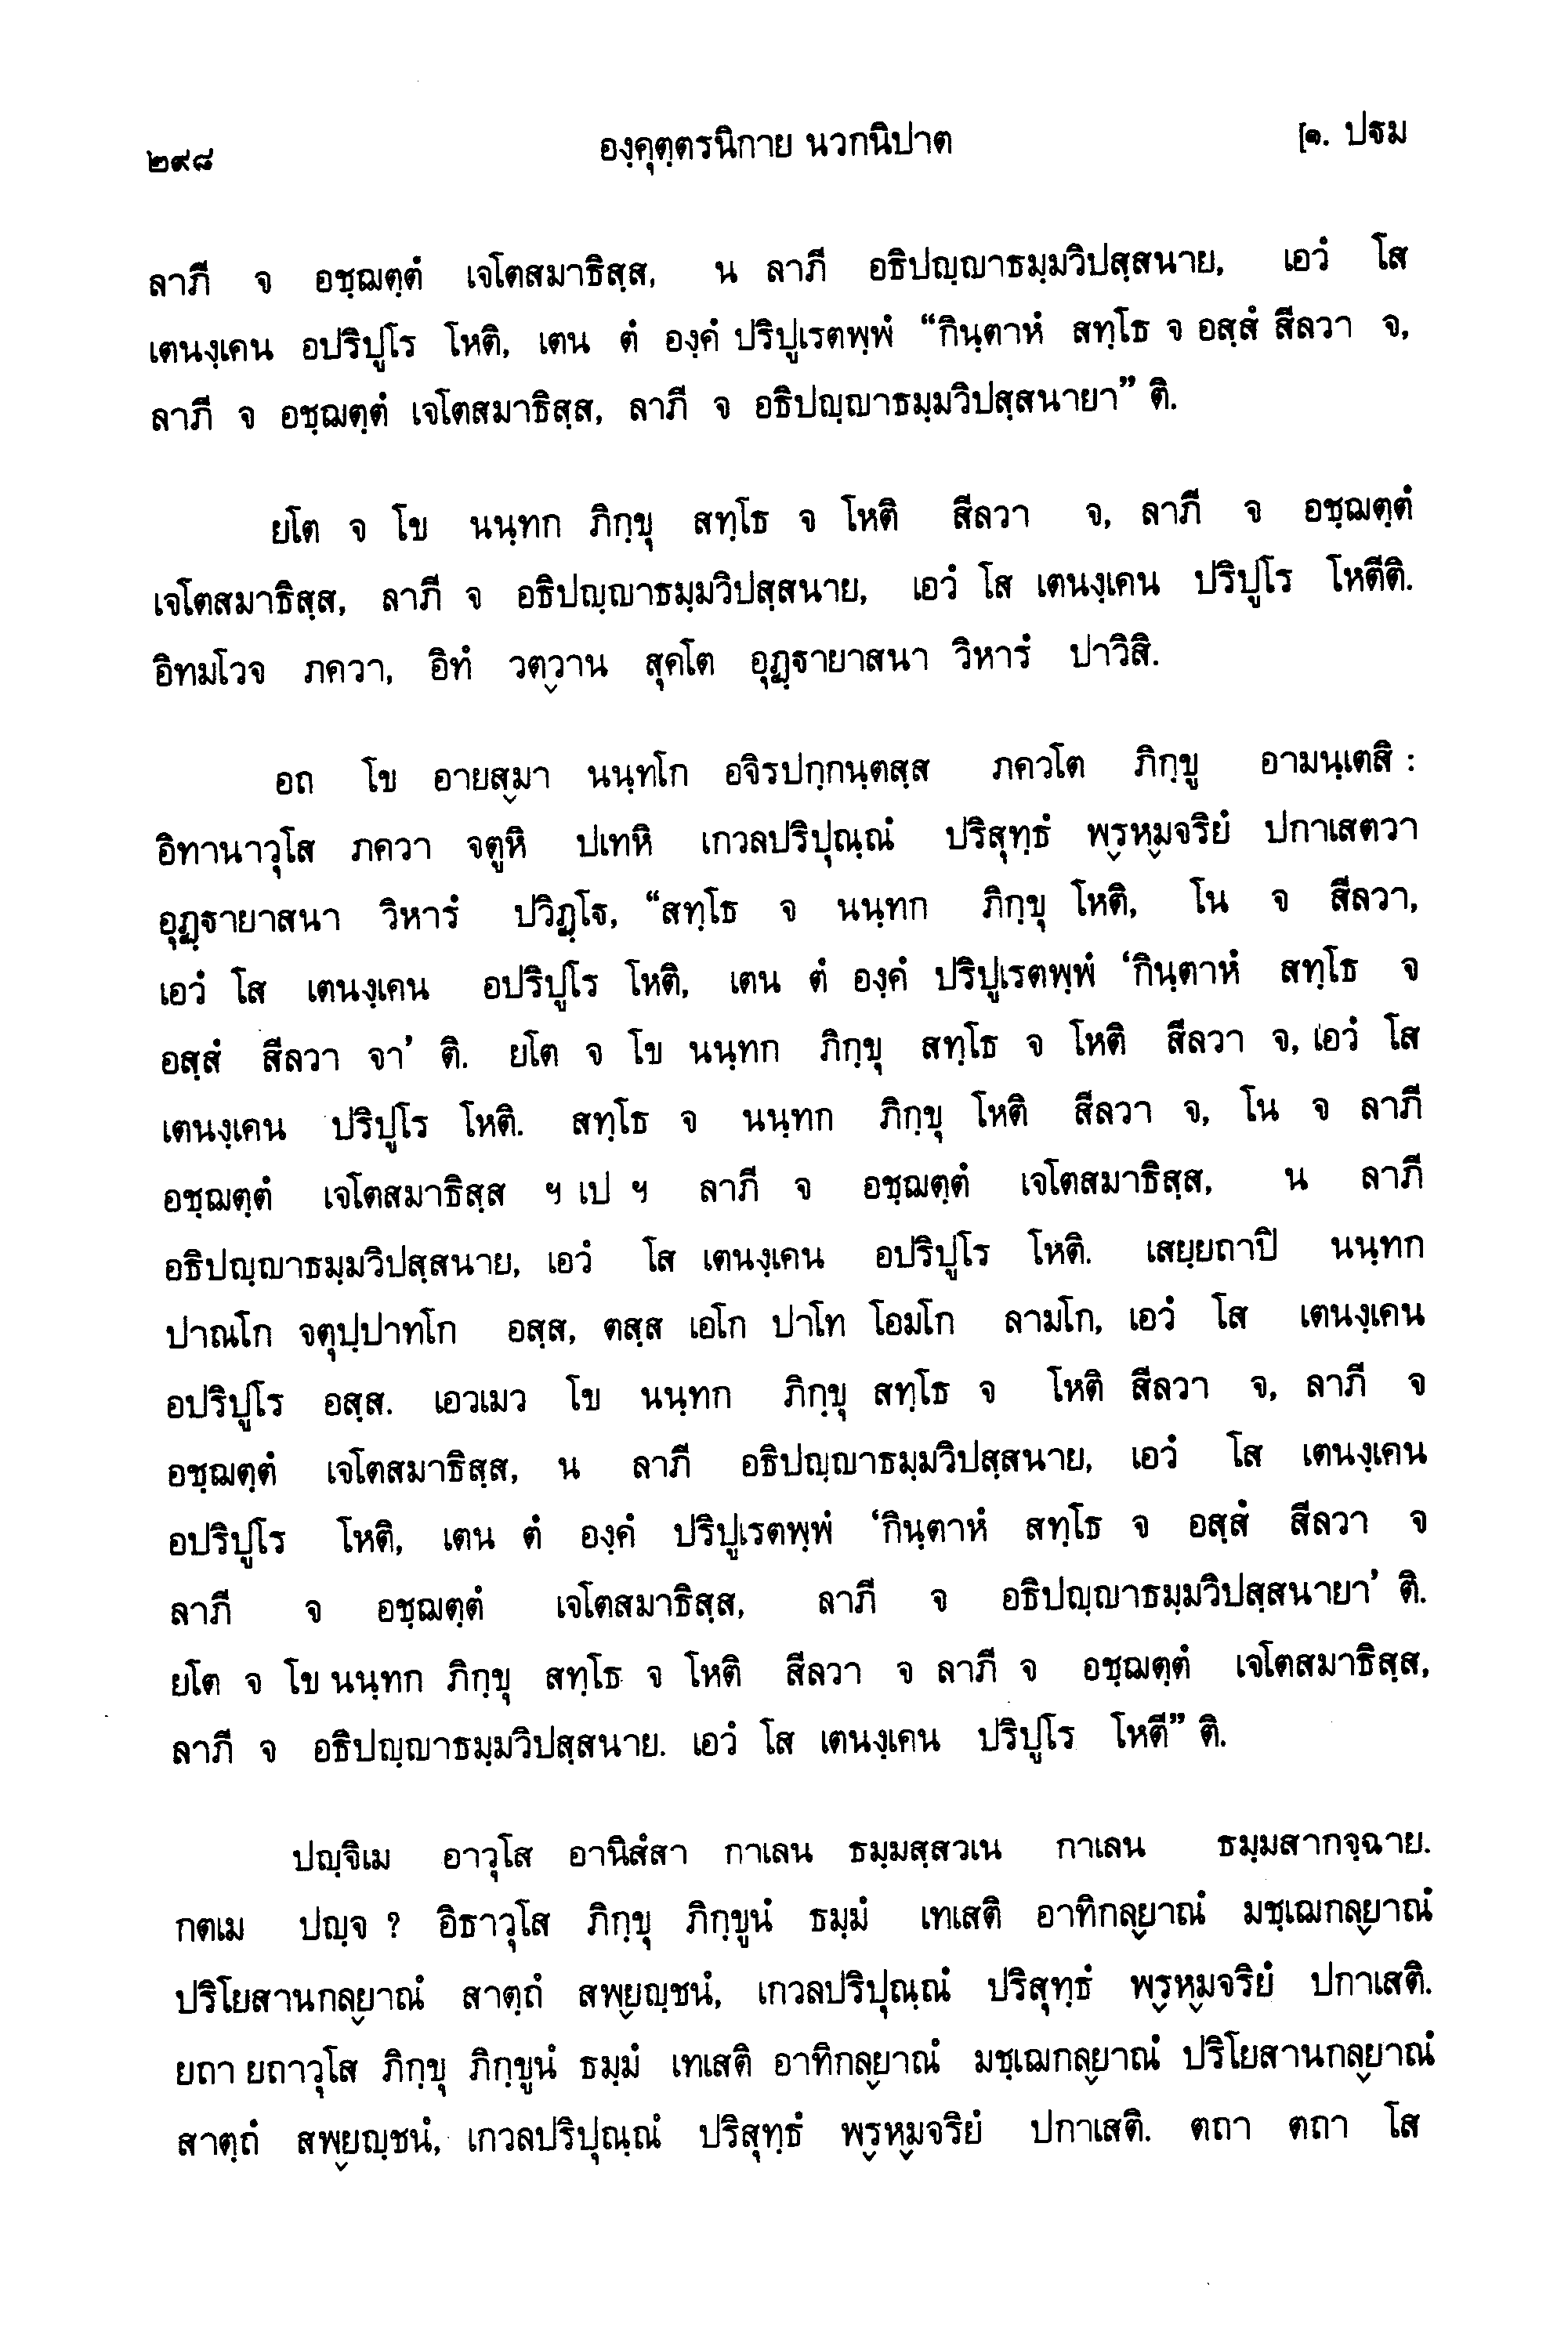 ๒๙๘ องฺคุตฺตรนิกาย นวกนิปาต [๑. ปฐม
ลาภี จ อชฺฌตฺตํ เจโตสมาธิสฺส, น ลาภี อธิปญฺญาธมฺมวิปสฺสนาย, เอวํ โส
เตนงฺเคน อปริปูโร โหติ, เตน ตํ องฺคํ ปริปูเรตพฺพํ “กินฺตาหํ สทฺโธ จ อสฺสํ สีลวา จ,
ลาภี จ อชฺฌตฺตํ เจโตสมาธิสฺส, ลาภี จ อธิปญฺญาธมฺมวิปสฺสนายา” ติ.
ยโต จ โข นนฺทก ภิกฺขุ สทฺโธ จ โหติ สีลวา จ, ลาภี จ อชฺฌตฺตํ
เจโตสมาธิสฺส, ลาภี จ อธิปญฺญาธมฺมวิปสฺสนาย, เอวํ โส เตนงฺเคน ปริปูโร โหตีติ.
อิทมโวจ ภควา, อิทํ วตฺวาน สุคโต อุฏฺฐายาสนา วิหารํ ปาวิสิ.
อถ โข อายสฺมา นนฺทโก อจิรปกฺกนฺตสฺส ภควโต ภิกฺขู อามนฺเตสิ :
อิทานาวุโส ภควา จตูหิ ปเทหิ เกวลปริปุณฺณํ ปริสุทฺธํ พฺรหฺมจริยํ ปกาเสตวา
อุฏฺฐายาสนา วิหารํ ปวิฏฺโฐ, “สทฺโธ จ นนฺทก ภิกฺขุ โหติ, โน จ สีลวา,
เอวํ โส เตนงฺเคน อปริปูโร โหติ, เตน ตํ องฺคํ ปริปูเรตพฺพํ ‘กินฺตาหํ สทฺโธ จ
อสฺสํ สีลวา จา’ ติ. ยโต จ โข นนฺทก ภิกฺขุ สทฺโธ จ โหติ สีลวา จ, เอวํ โส
เตนงฺเคน ปริปูโร โหติ. สทฺโธ จ นนฺทก ภิกฺขุ โหติ สีลวา จ, โน จ ลาภี
อชฺฌตฺตํ เจโตสมาธิสฺส ฯ เป ฯ ลาภี จ อชฺฌตฺตํ เจโตสมาธิสฺส, น ลาภี
อธิปญฺญาธมฺมวิปสฺสนาย, เอวํ โส เตนงฺเคน อปริปูโร โหติ. เสยฺยถาปิ นนฺทก
ปาณโก จตุปฺปาทโก อสฺส, ตสฺส เอโก ปาโท โอมโก ลามโก, เอวํ โส เตนงฺเคน
อปริปูโร อสฺส. เอวเมว โข นนฺทก ภิกฺขุ สทฺโธ จ โหติ สีลวา จ, ลาภี จ
อชฺฌตฺตํ เจโตสมาธิสฺส, น ลาภี อธิปญฺญาธมฺมวิปสฺสนาย, เอวํ โส เตนงฺเคน
อปริปูโร โหติ, เตน ตํ องฺคํ ปริปูเรตพฺพํ ‘กินฺตาหํ สทฺโธ จ อสฺสํ สีลวา จ
ลาภี จ อชฺฌตฺตํ เจโตสมาธิสฺส, ลาภี จ อธิปญฺญาธมฺมวิปสฺสนายา’ ติ.
ยโต จ โข นนฺทก ภิกฺขุ สทฺโธ จ โหติ สีลวา จ ลาภี จ อชฺฌตฺตํ เจโตสมาธิสฺส,
ลาภี จ อธิปญฺญาธมฺมวิปสฺสนาย. เอวํ โส เตนงฺเคน ปริปูโร โหตี” ติ.
ปญฺจิเม อาวุโส อานิสํสา กาเลน ธมฺมสฺสวเน กาเลน ธมฺมสากจฺฉาย.
กตเม ปญฺจ ? อิธาวุโส ภิกฺขุ ภิกฺขูนํ ธมฺมํ เทเสติ อาทิกลฺยาณํ มชฺเฌกลฺยาณํ
ปริโยสานกลฺยาณํ สาตฺถํ สพฺยญฺชนํ, เกวลปริปุณฺณํ ปริสุทฺธํ พฺรหฺมจริยํ ปกาเสติ.
ยถา ยถาวุโส ภิกฺขุ ภิกฺขูนํ ธมฺมํ เทเสติ อาทิกลฺยาณํ มชฺเฌกลฺยาณํ ปริโยสานกลฺยาณํ
สาตฺถํ สพฺยญฺชนํ, เกวลปริปุณฺณํ ปริสุทฺธํ พฺรหฺมจริยํ ปกาเสติ. ตถา ตถา โส